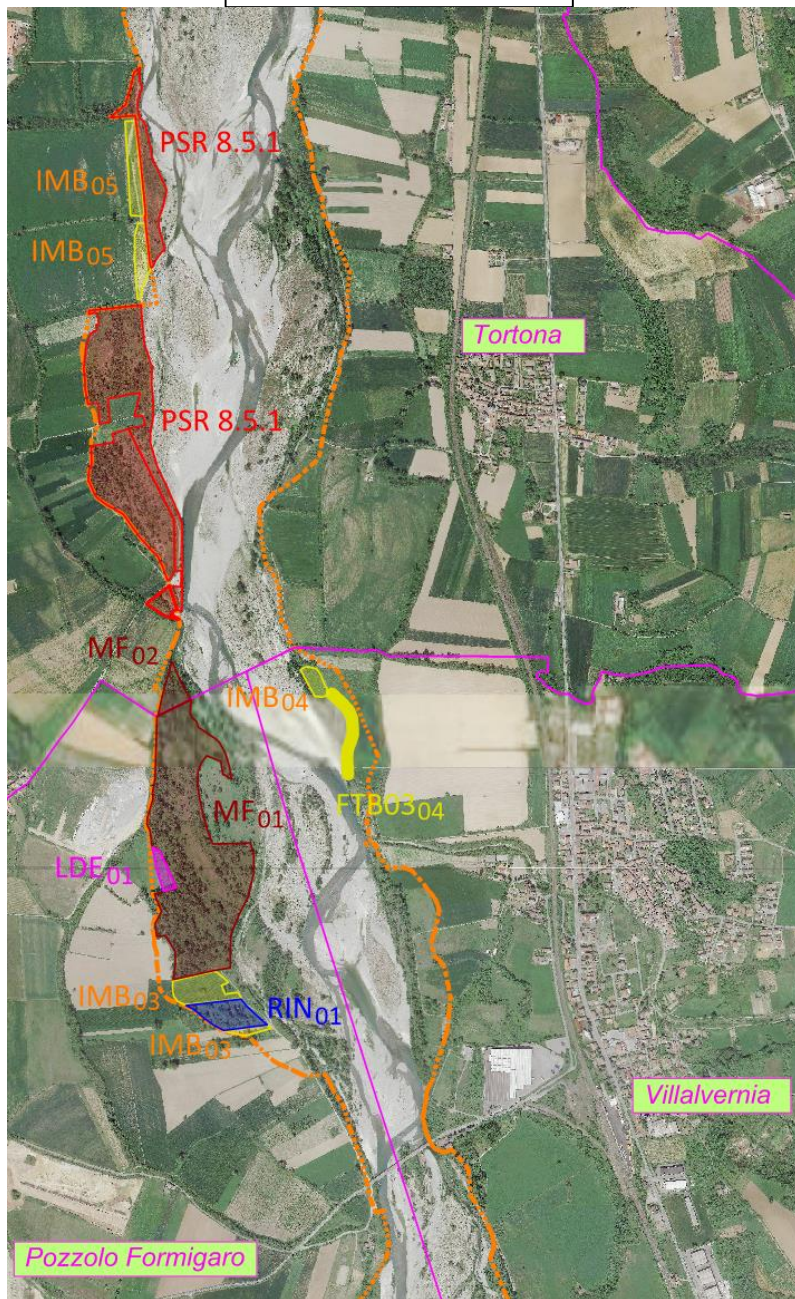 PSR 8.5.1
IMB05
IMB05
Tortona
PSR 8.5.1
MF02
IMB04
FTB0304
MF01
LDE01
IMB03
RIN01
IMB03
Villalvernia
Pozzolo Formigaro